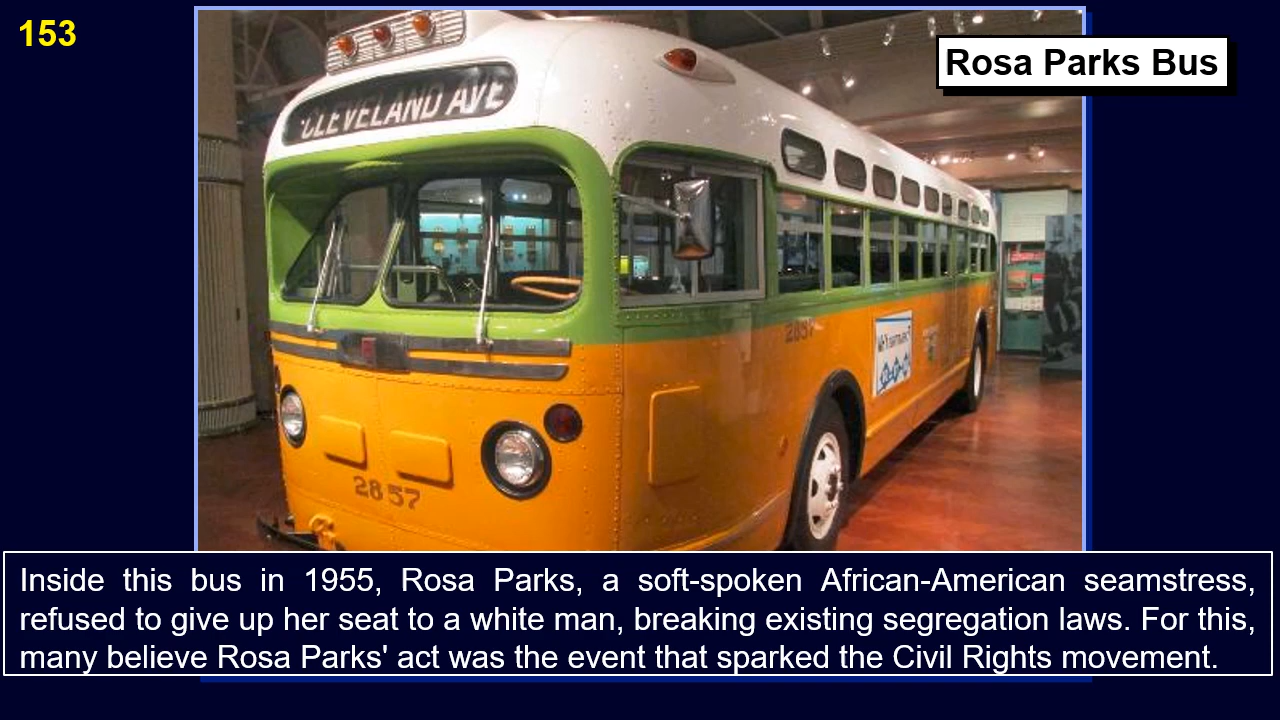 153
Rosa Parks Bus
CLEVELAND AVE
2857
2857
Inside this bus in 1955, Rosa Parks, a soft-spoken African-American seamstress,
refused to give up her seat to a white man, breaking existing segregation laws. For this,
many believe Rosa Parks' act was the event that sparked the Civil Rights movement.